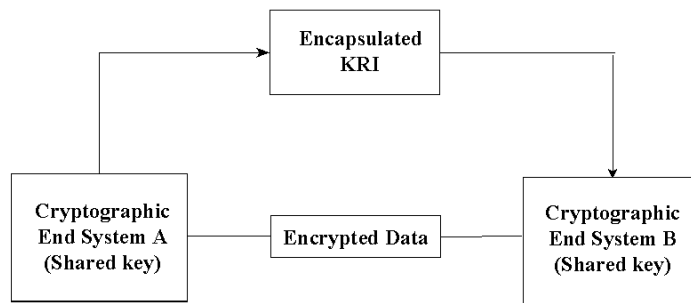 Encapsulated
KRI
Cryptographic
End System A
(Shared key)
Encrypted Data
Cryptographic
End System B
(Shared key)